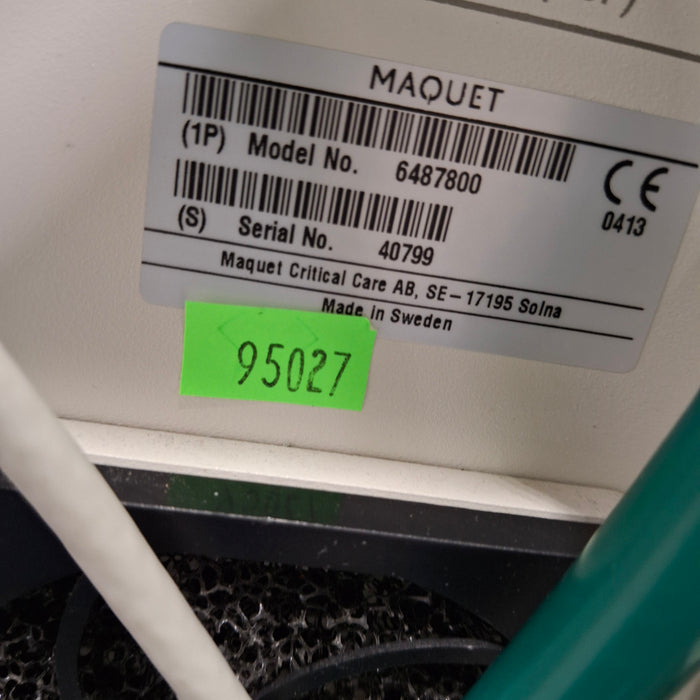 MAQUET
(1P) Model No. 6487800
CE
0413
(S) Serial No. 40799
Maquet Critical Care AB, SE–17195 Solna
Made in Sweden
95027